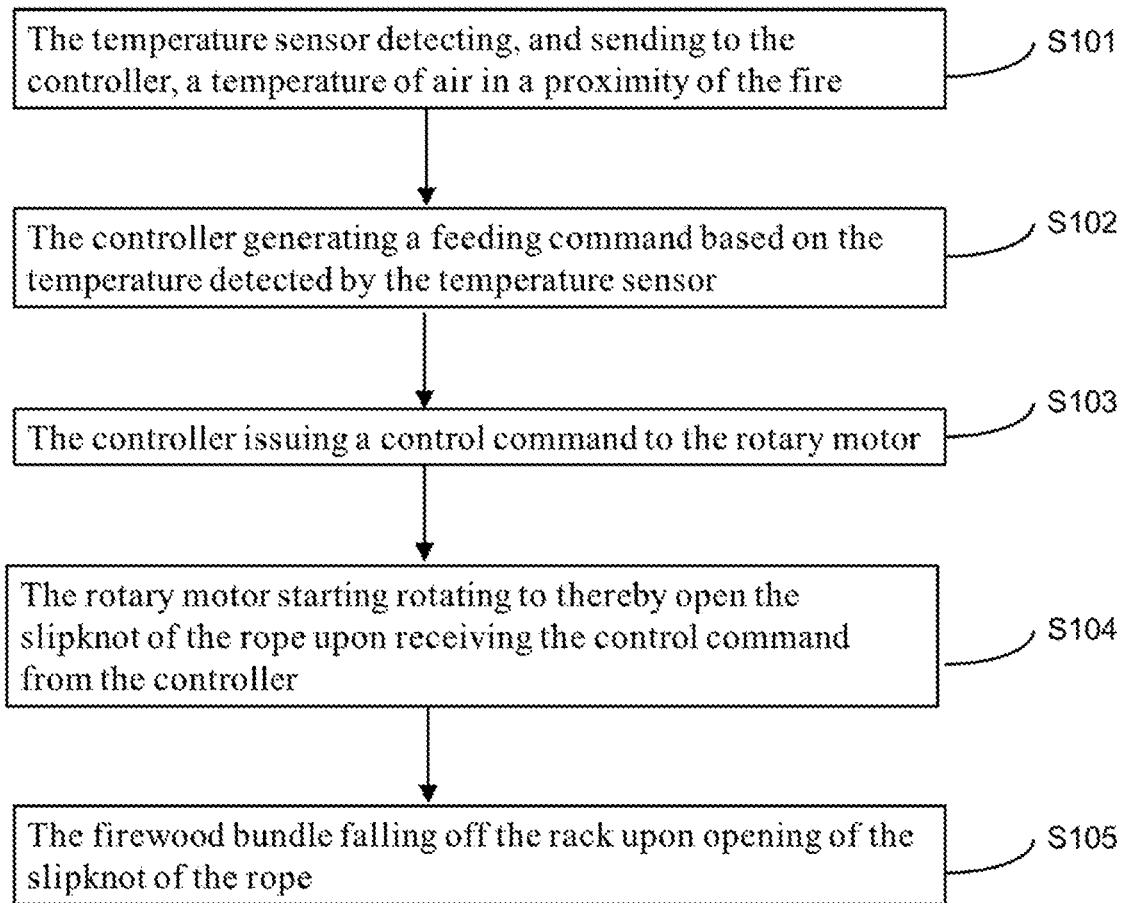 The temperature sensor detecting, and sending to the
controller, a temperature of air in a proximity of the fire
S101
The controller generating a feeding command based on the
temperature detected by the temperature sensor
S102
The controller issuing a control command to the rotary motor
S103
The rotary motor starting rotating to thereby open the
slipknot of the rope upon receiving the control command
from the controller
S104
The firewood bundle falling off the rack upon opening of the
slipknot of the rope
S105